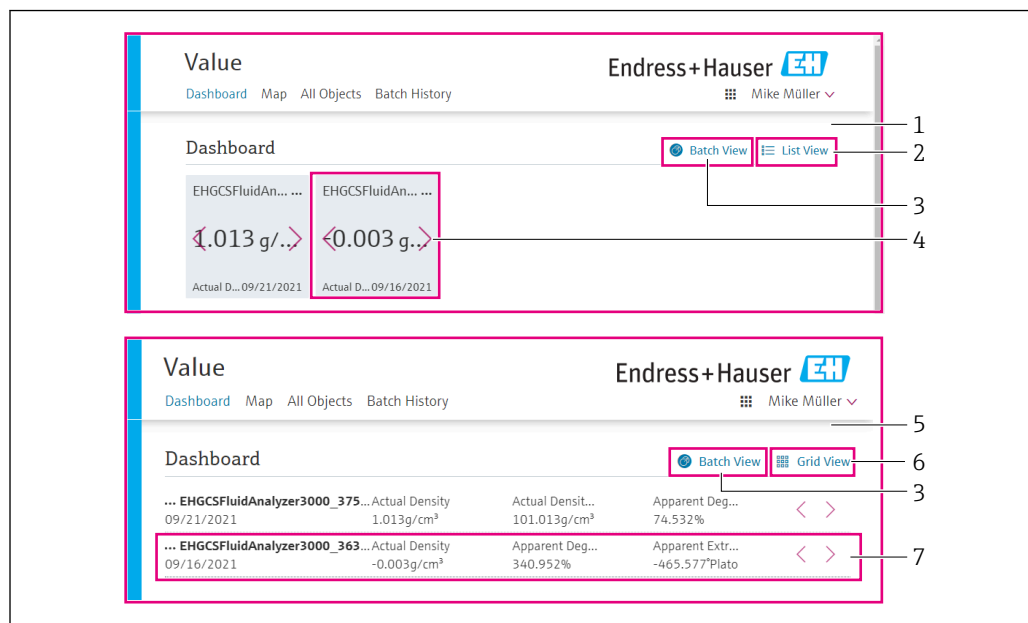 Value
Endress+Hauser EH
Dashboard Map All Objects Batch History
Mike Müller
1
Dashboard
Batch View
List View
2
3
EHGCSFluidAn... ...
EHGCSFluidAn... ...
1.013 g/...
-0.003 g...
4
Actual D... 09/21/2021
Actual D... 09/16/2021
Value
Endress+Hauser EH
Dashboard Map All Objects Batch History
Mike Müller
5
Dashboard
Batch View
Grid View
6
3
... EHGCSFluidAnalyzer3000_375... Actual Density Actual Densit... Apparent Deg...
09/21/2021 1.013g/cm³ 101.013g/cm³ 74.532%
... EHGCSFluidAnalyzer3000_363... Actual Density Apparent Deg... Apparent Extr...
09/16/2021 -0.003g/cm³ 340.952% -465.577°Plato
7